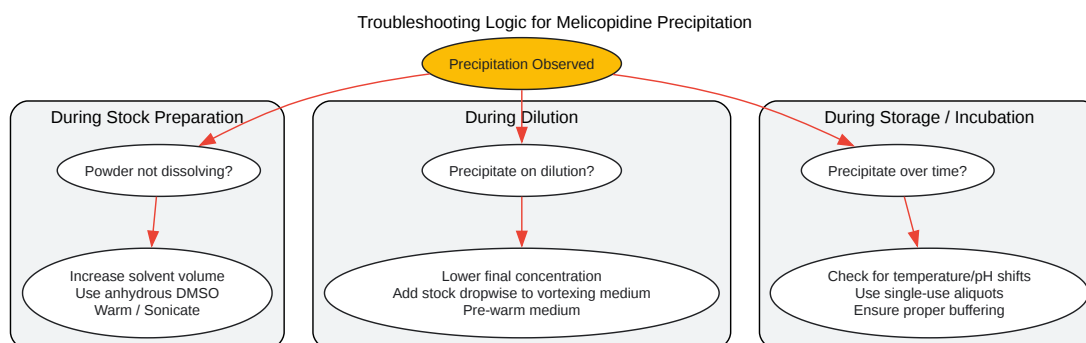 Troubleshooting Logic for Melicopidine Precipitation
Precipitation Observed
During Stock Preparation
Powder not dissolving?
Increase solvent volume
Use anhydrous DMSO
Warm / Sonicate
During Dilution
Precipitate on dilution?
Lower final concentration
Add stock dropwise to vortexing medium
Pre-warm medium
During Storage / Incubation
Precipitate over time?
Check for temperature/pH shifts
Use single-use aliquots
Ensure proper buffering